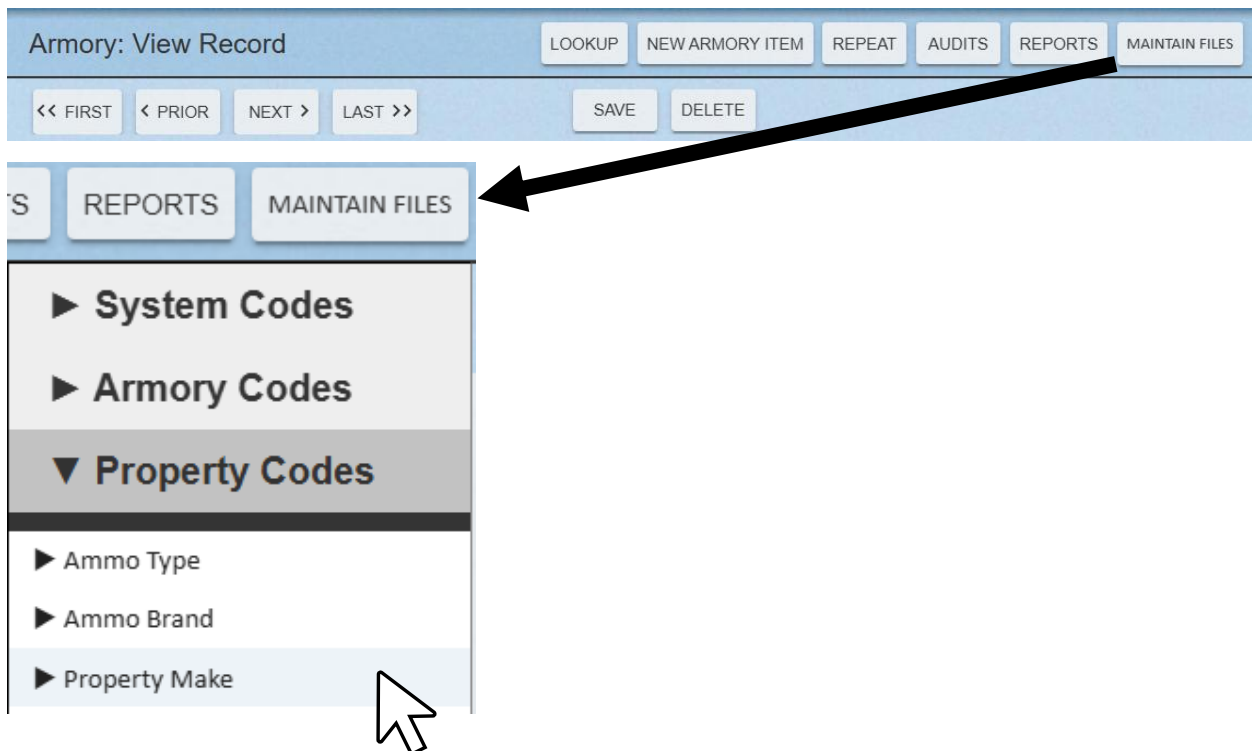 Armory: View Record LOOKUP NEW ARMORY ITEM REPEAT AUDITS REPORTS MAINTAIN FILES
<< FIRST < PRIOR NEXT > LAST >> SAVE DELETE
TS REPORTS MAINTAIN FILES
▶ System Codes
▶ Armory Codes
▼ Property Codes
▶ Ammo Type
▶ Ammo Brand
▶ Property Make